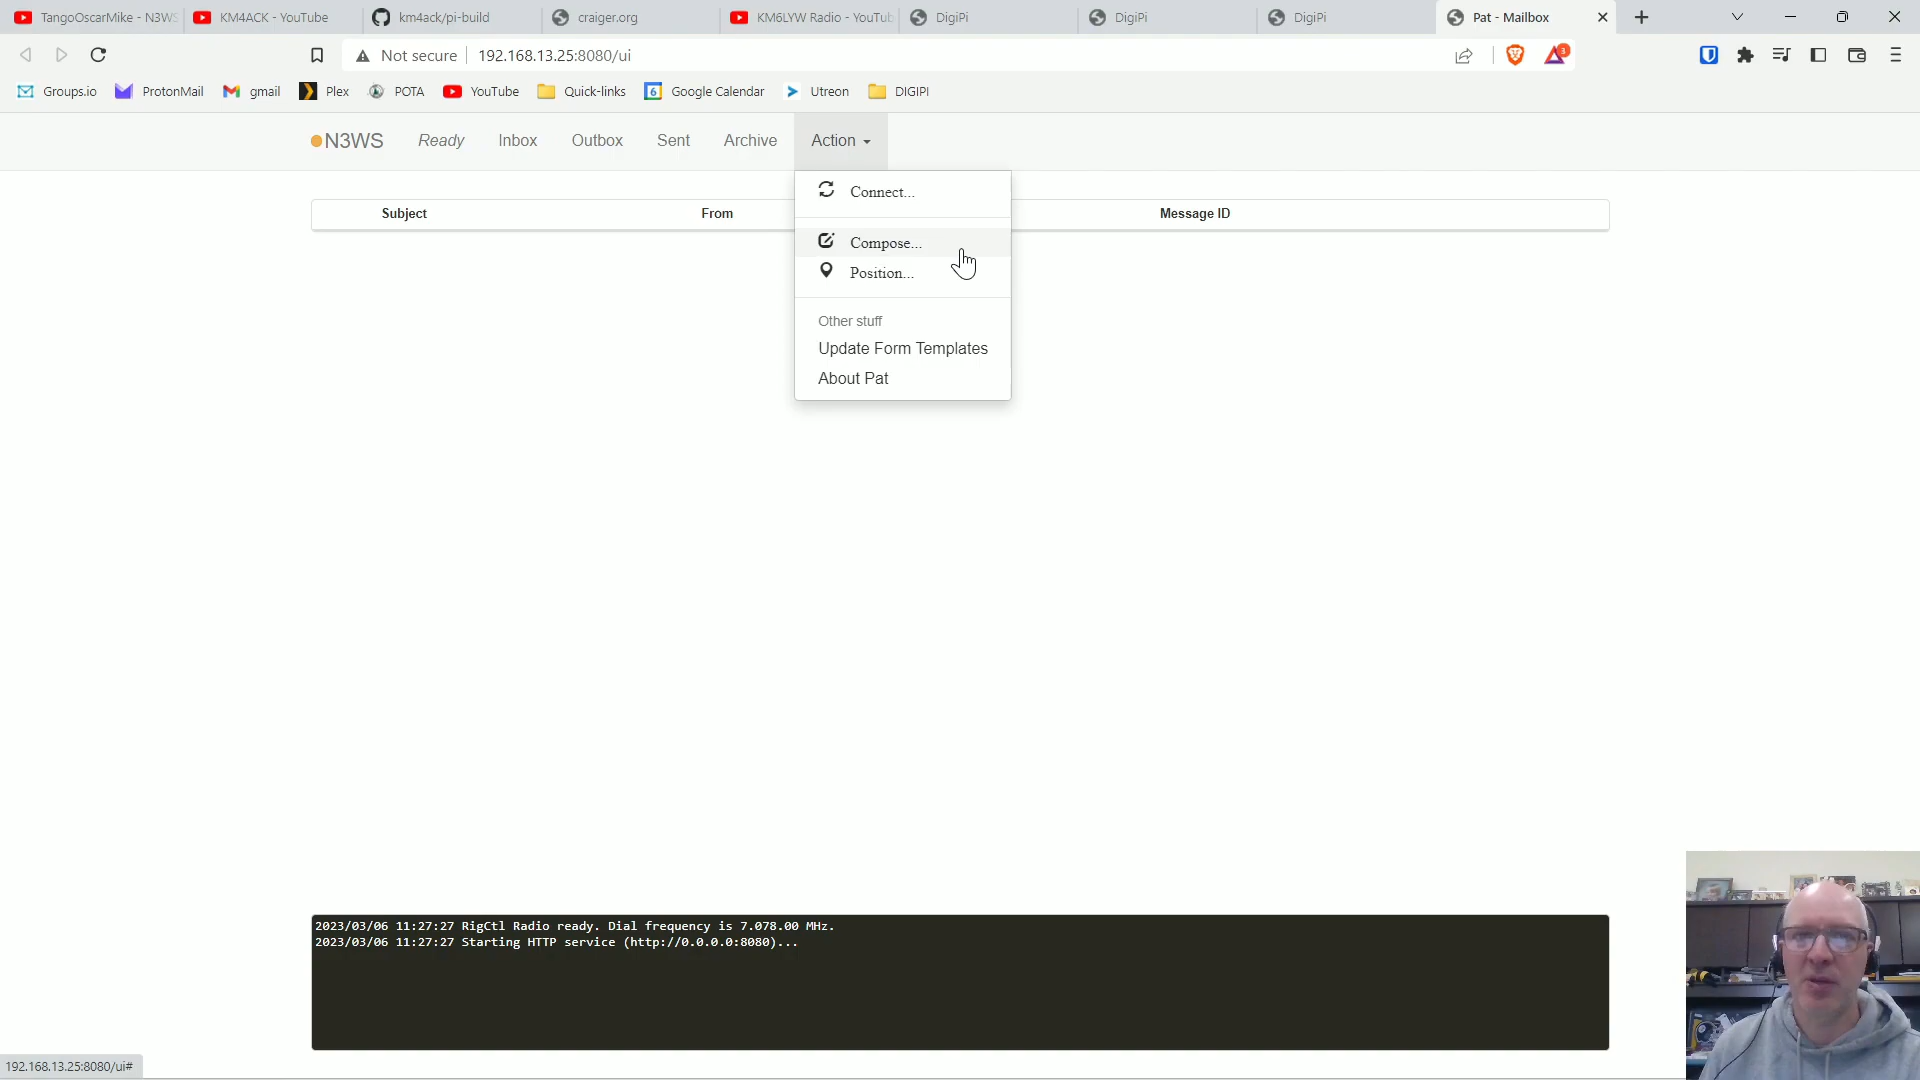 TangoOscarMike - N3WS
KM4ACK - YouTube
km4ack/pi-build
craiger.org
KM6LYW Radio - YouTub
DigiPi
DigiPi
DigiPi
Pat - Mailbox
Not secure
192.168.13.25:8080/ui
3
Groups.io
ProtonMail
gmail
Plex
POTA
YouTube
Quick-links
6
Google Calendar
Utreon
DIGIPI
N3WS
Ready
Inbox
Outbox
Sent
Archive
Action
Connect...
Subject
From
Message ID
Compose...
Position...
Other stuff
Update Form Templates
About Pat
2023/03/06 11:27:27 RigCtl Radio ready. Dial frequency is 7.078.00 MHz.
2023/03/06 11:27:27 Starting HTTP service (http://0.0.0.0:8080)...
192.168.13.25:8080/ui#